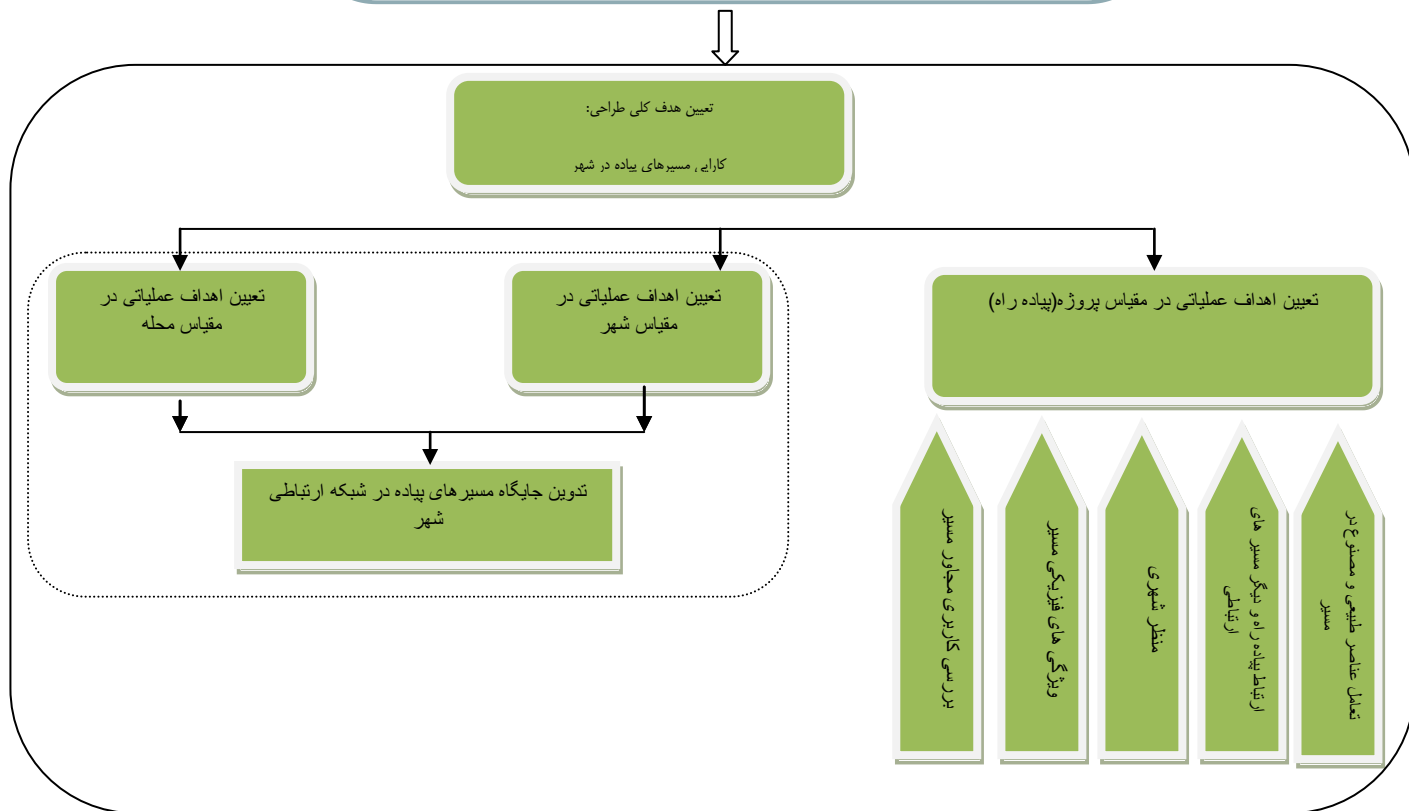 تعیین هدف کلی طراحی:
کارایی مسیرهای پیاده در شهر
تعیین اهداف عملیاتی در مقیاس پروژه(پیاده راه)
تعیین اهداف عملیاتی در
مقیاس شهر
تعیین اهداف عملیاتی در
مقیاس محله
تدوین جایگاه مسیرهای پیاده در شبکه ارتباطی
شهر
تعامل عناصر طبیعی و مصنوع در
مسیر
ارتباط پیاده راه و دیگر مسیر های
ارتباطی
منظر شهری
ویژگی های فیزیکی مسیر
بررسی کاربری مجاور مسیر